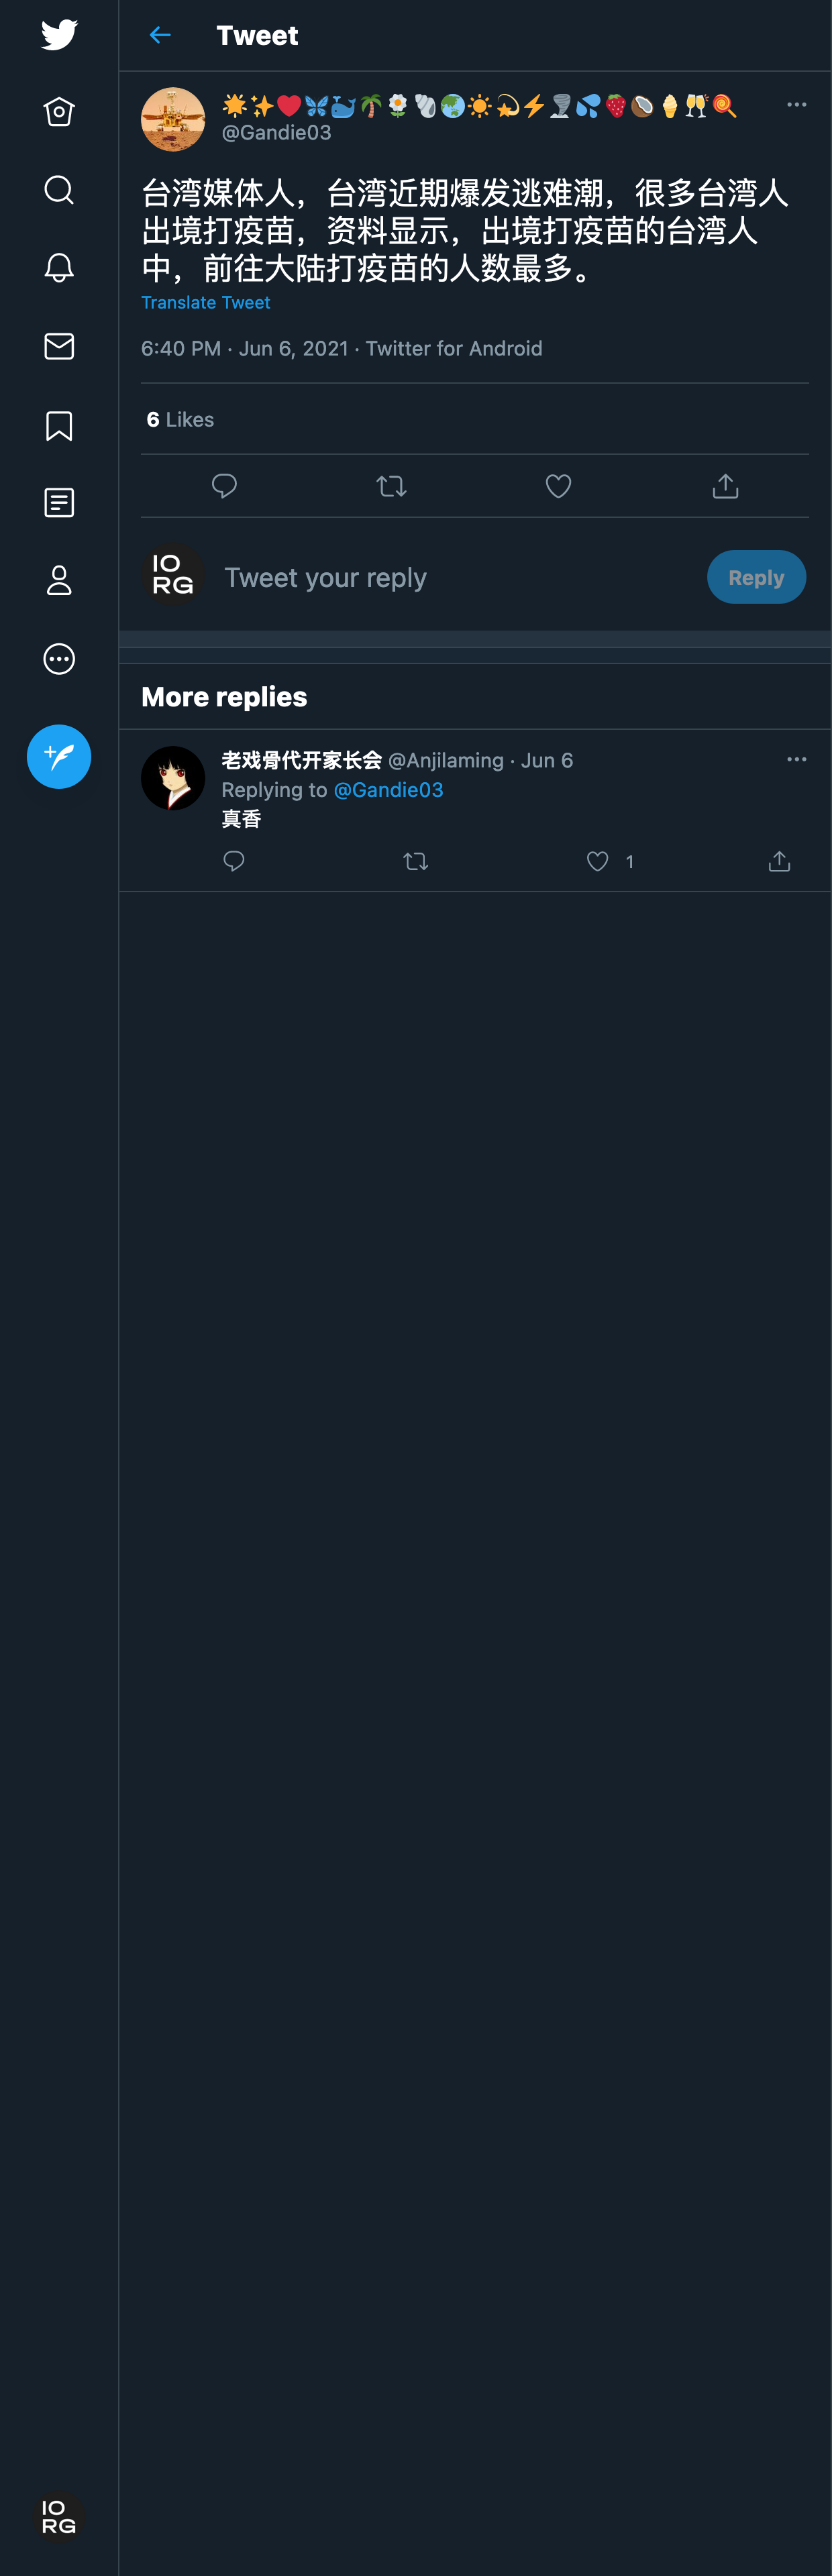 Tweet
🌟✨❤️🦋🐳🌴🌼🐚🌏☀️💫⚡🌪️💦🍓🥥🍦🥂🍭
@Gandie03
台湾媒体人，台湾近期爆发逃难潮，很多台湾人
出境打疫苗，资料显示，出境打疫苗的台湾人
中，前往大陆打疫苗的人数最多。
Translate Tweet
6:40 PM · Jun 6, 2021 · Twitter for Android
6 Likes
IO
RG
Tweet your reply
Reply
More replies
老戏骨代开家长会 @Anjilaming · Jun 6
Replying to @Gandie03
真香
1
IO
RG